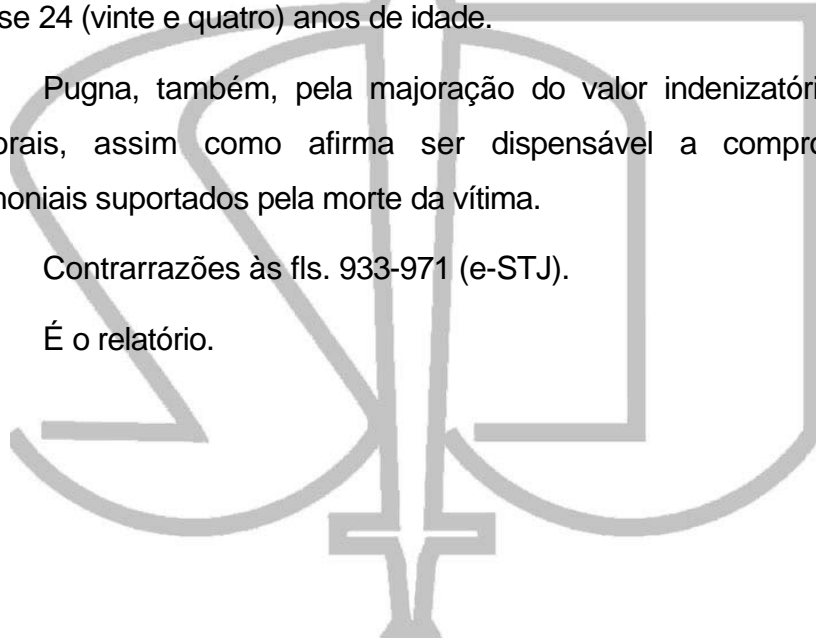 se 24 (vinte e quatro) anos de idade.
Pugna, também, pela majoração do valor indenizatóri
orais, assim como afirma ser dispensável a compro
moniais suportados pela morte da vítima.
Contrarrazões às fls. 933-971 (e-STJ).
É o relatório.